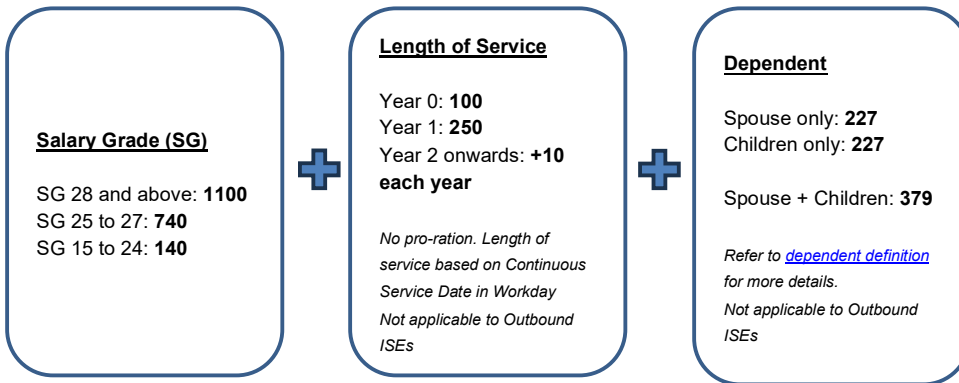 Salary Grade (SG)
SG 28 and above: 1100
SG 25 to 27: 740
SG 15 to 24: 140
Length of Service
Year 0: 100
Year 1: 250
Year 2 onwards: +10
each year
No pro-ration. Length of
service based on Continuous
Service Date in Workday
Not applicable to Outbound
ISEs
Dependent
Spouse only: 227
Children only: 227
Spouse + Children: 379
Refer to dependent definition
for more details.
Not applicable to Outbound
ISEs